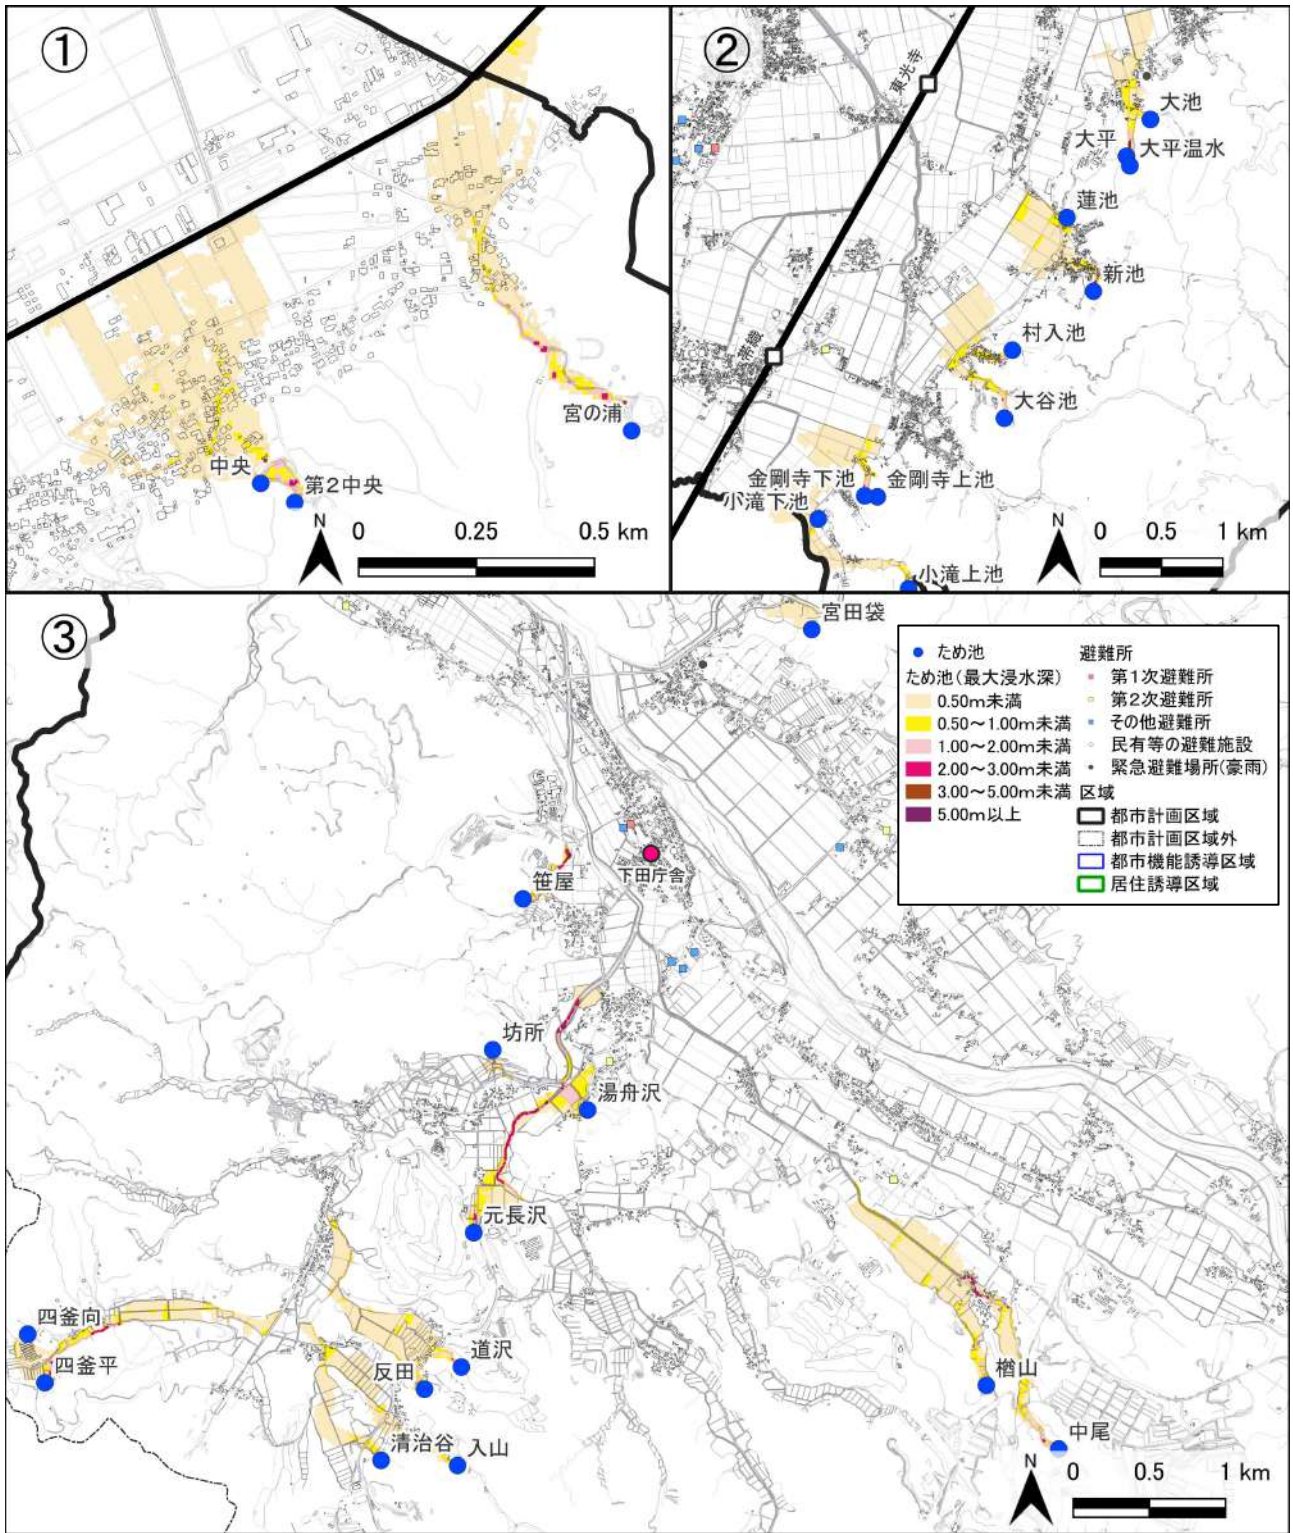 ①
宮の浦
中央
第2中央
N
0 0.25 0.5 km
②
東光寺
大池
大平
大平温水
蓮池
新池
帯織
村入池
大谷池
金剛寺下池
金剛寺上池
小滝下池
小滝上池
N
0 0.5 1 km
③
宮田袋
笹屋
下田庁舎
坊所
湯舟沢
元長沢
四釜向
四釜平
道沢
反田
清治谷
入山
楢山
中尾
N
0 0.5 1 km
ため池
ため池(最大浸水深)
0.50m未満
0.50～1.00m未満
1.00～2.00m未満
2.00～3.00m未満
3.00～5.00m未満
5.00m以上
避難所
第1次避難所
第2次避難所
その他避難所
民有等の避難施設
緊急避難場所(豪雨)
区域
都市計画区域
都市計画区域外
都市機能誘導区域
居住誘導区域